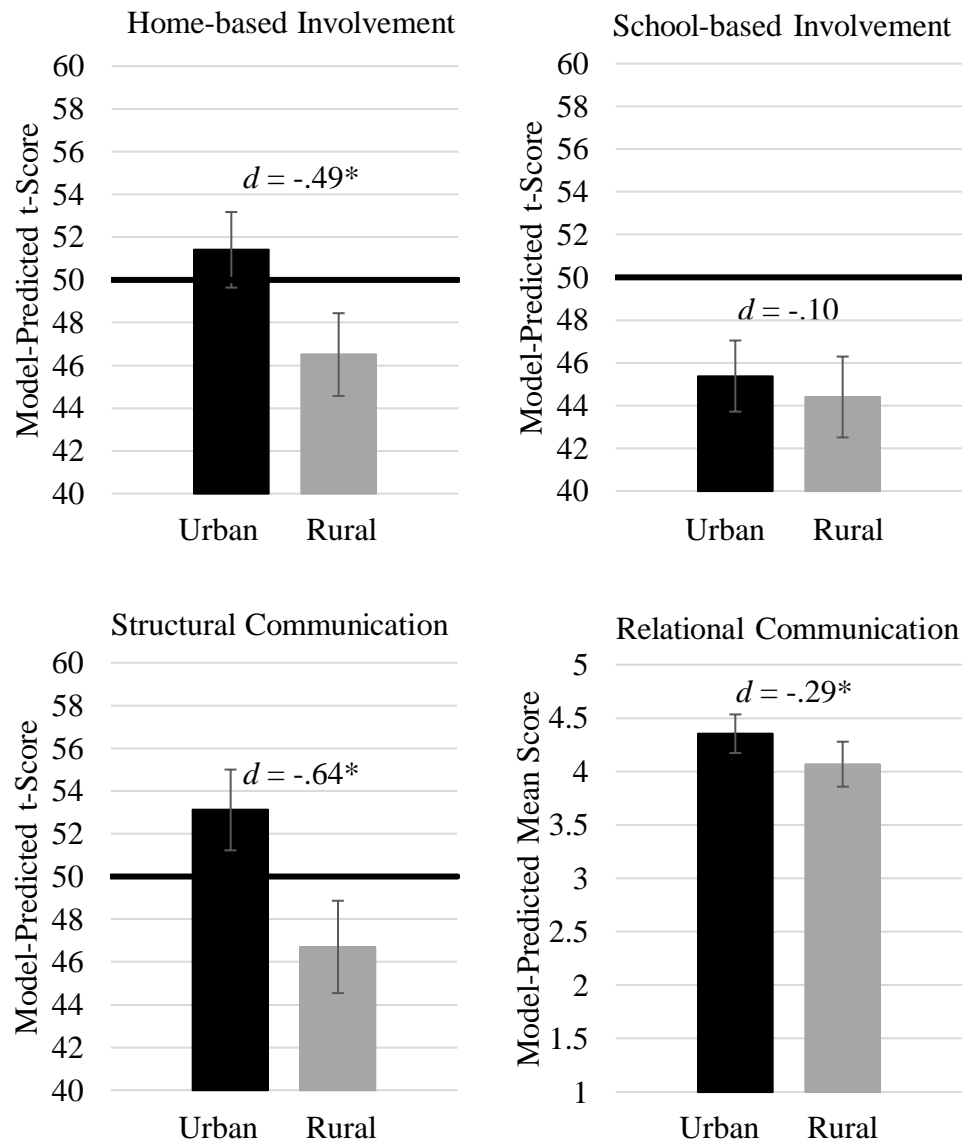 Home-based Involvement
Model-Predicted t-Score
60
58
56
54
52
50
48
46
44
42
40
d = -.49*
Urban Rural
School-based Involvement
Model-Predicted t-Score
60
58
56
54
52
50
48
46
44
42
40
d = -.10
Urban Rural
Structural Communication
Model-Predicted t-Score
60
58
56
54
52
50
48
46
44
42
40
d = -.64*
Urban Rural
Relational Communication
Model-Predicted Mean Score
5
4.5
4
3.5
3
2.5
2
1.5
1
d = -.29*
Urban Rural